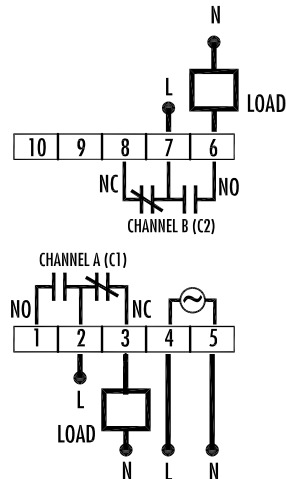 N
L
LOAD
10 9 8 7 6
NC NO
CHANNEL B (C2)
CHANNEL A (C1)
NO NC
1 2 3 4 5
L
LOAD
N L N